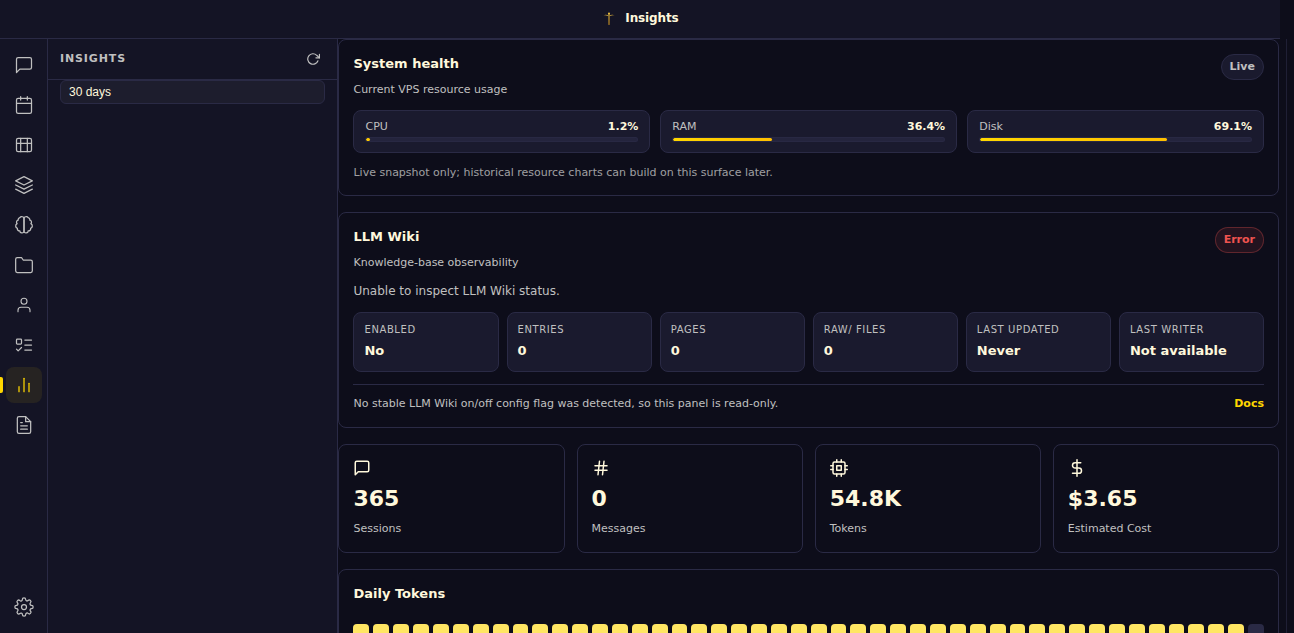 Insights
INSIGHTS
30 days
System health
Live
Current VPS resource usage
CPU 1.2%
RAM 36.4%
Disk 69.1%
Live snapshot only; historical resource charts can build on this surface later.
LLM Wiki
Error
Knowledge-base observability
Unable to inspect LLM Wiki status.
ENABLED
No
ENTRIES
0
PAGES
0
RAW/ FILES
0
LAST UPDATED
Never
LAST WRITER
Not available
No stable LLM Wiki on/off config flag was detected, so this panel is read-only.
Docs
365
Sessions
0
Messages
54.8K
Tokens
$3.65
Estimated Cost
Daily Tokens